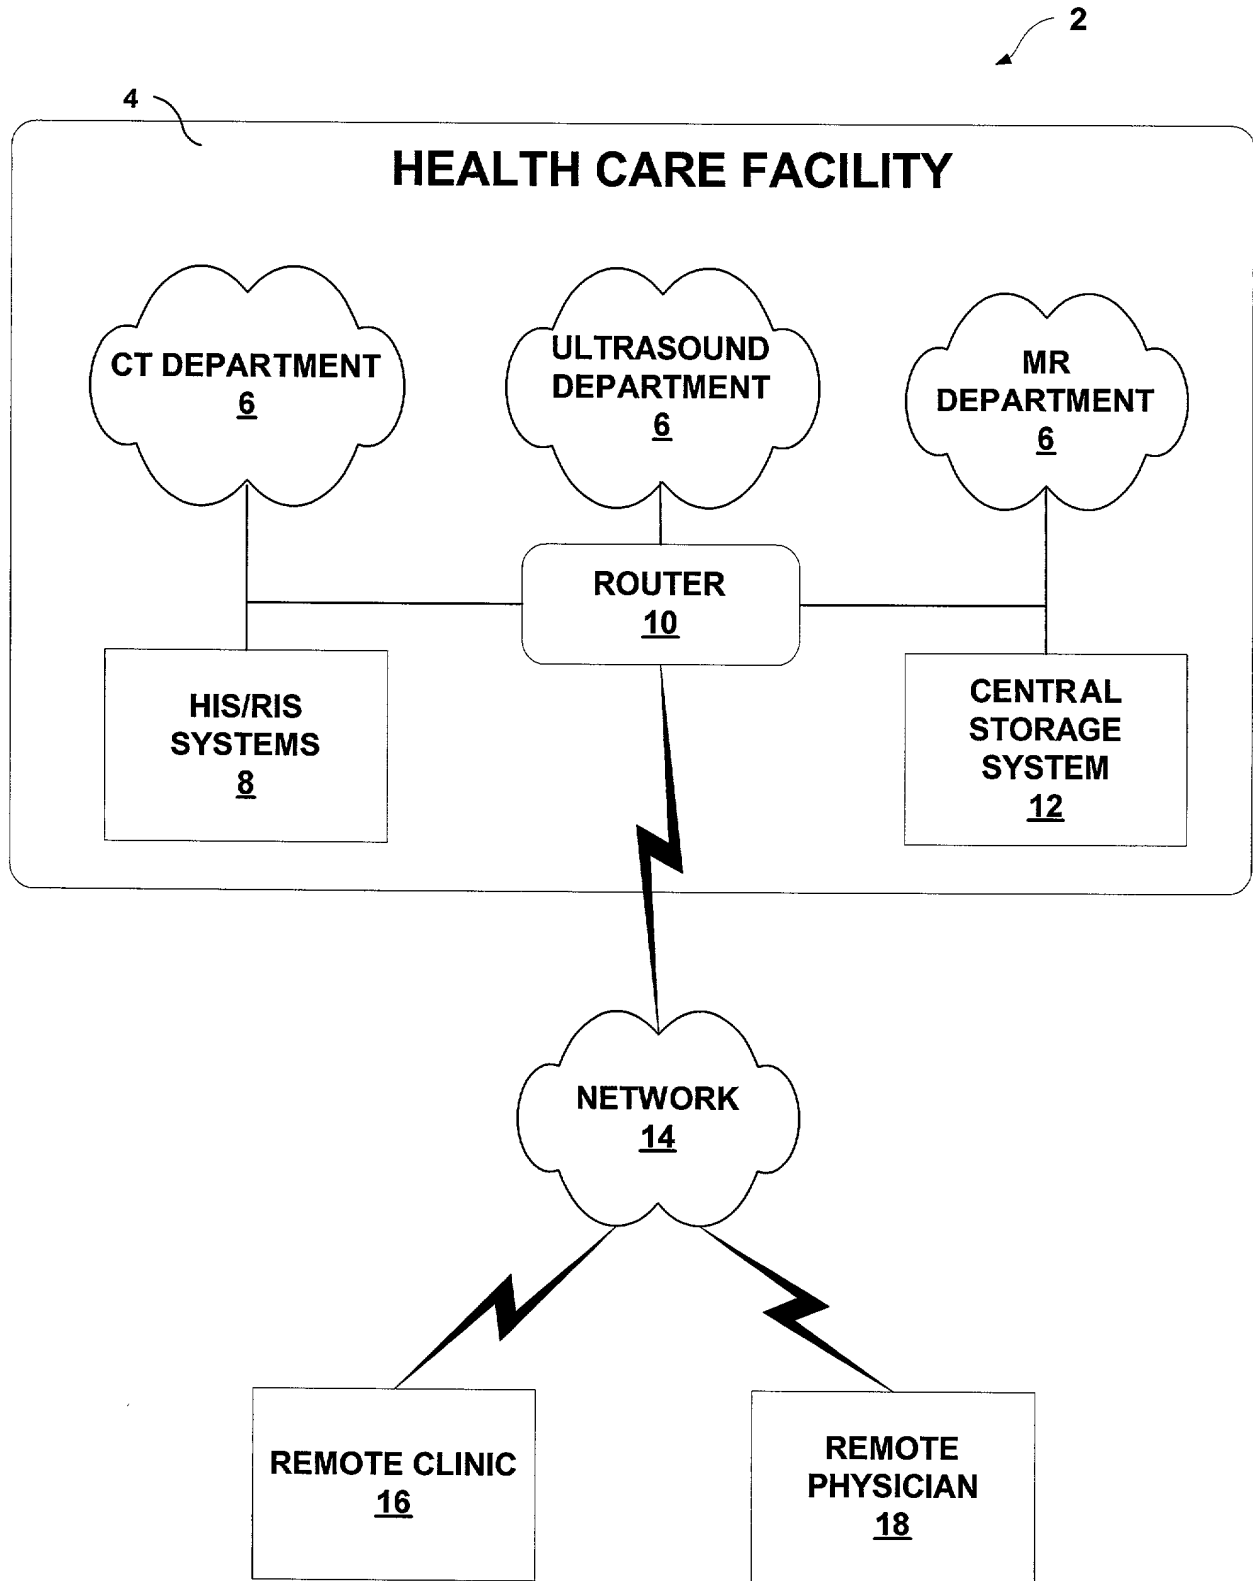 2
4
HEALTH CARE FACILITY
CT DEPARTMENT
6
ULTRASOUND
DEPARTMENT
6
MR
DEPARTMENT
6
ROUTER
10
HIS/RIS
SYSTEMS
8
CENTRAL
STORAGE
SYSTEM
12
NETWORK
14
REMOTE CLINIC
16
REMOTE
PHYSICIAN
18